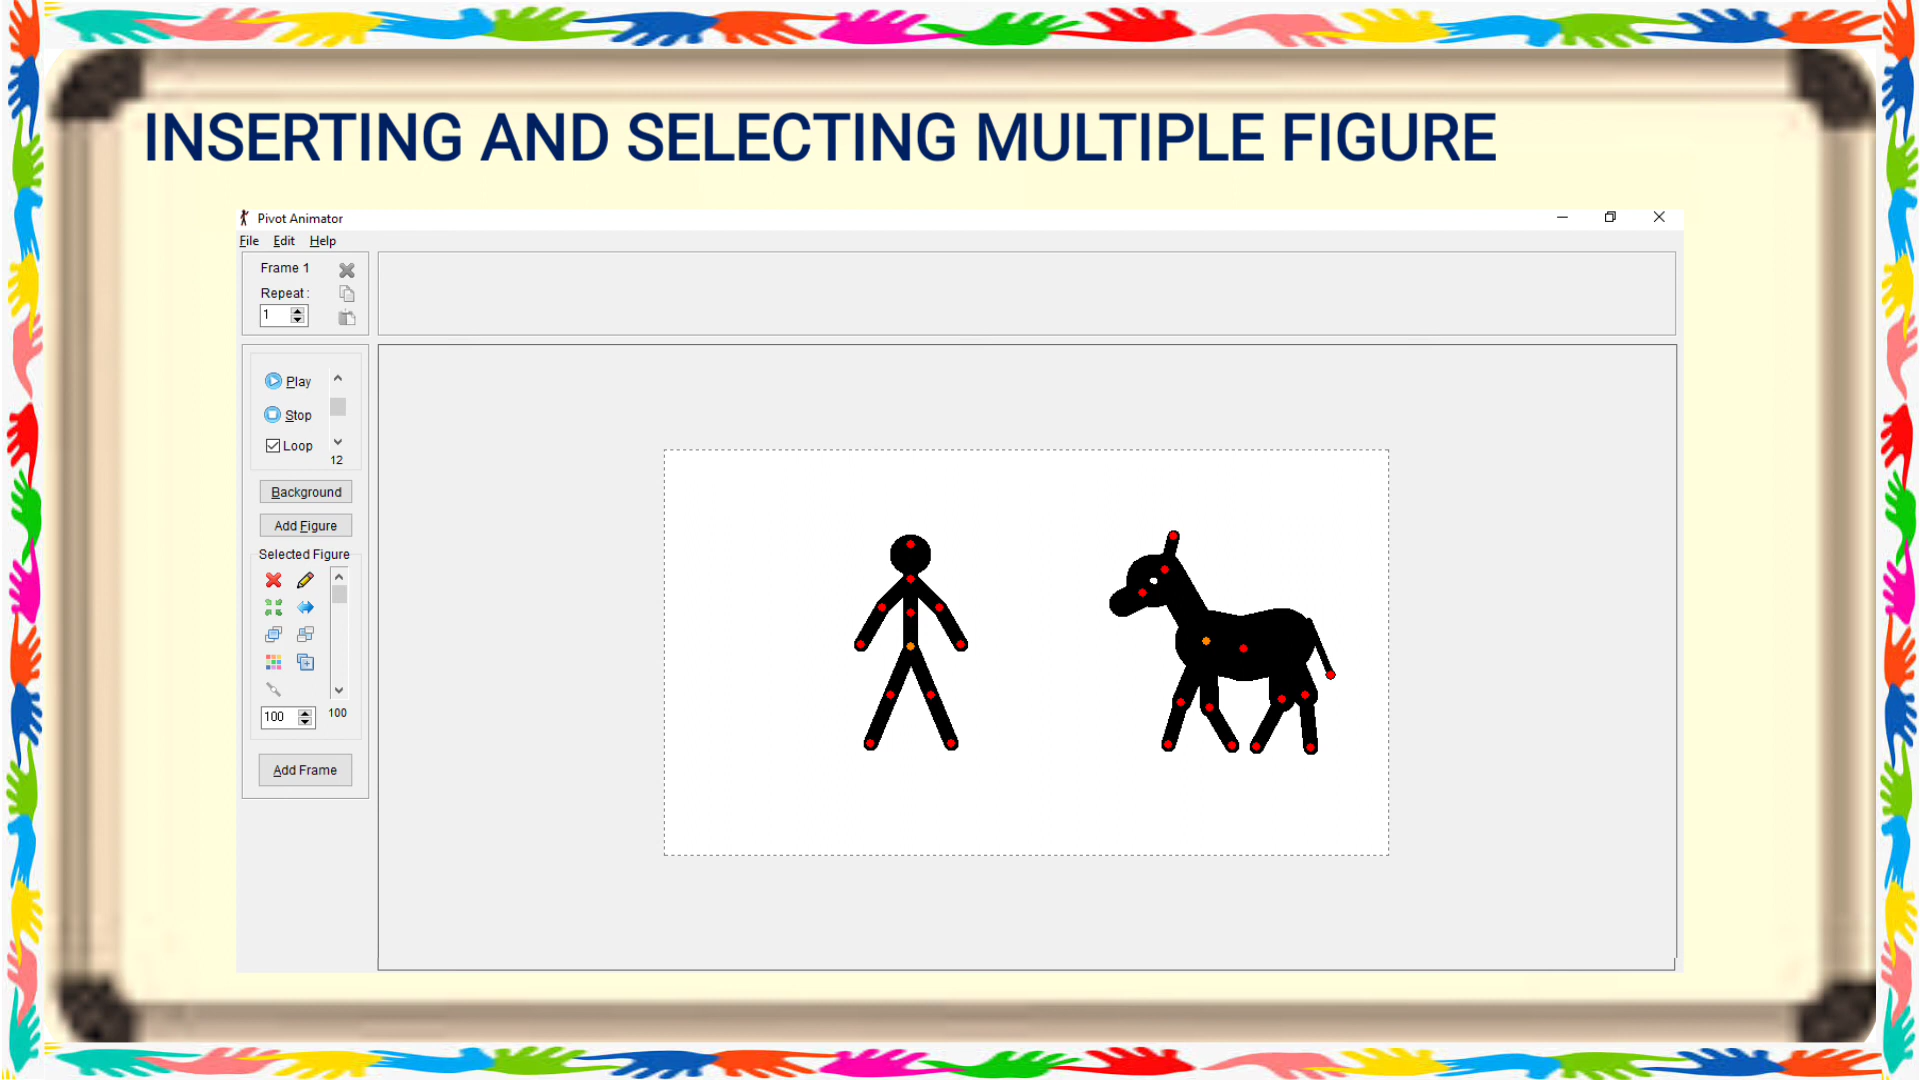 INSERTING AND SELECTING MULTIPLE FIGURE
Pivot Animator
File Edit Help
Frame 1
Repeat :
1
Play
Stop
Loop
12
Background
Add Figure
Selected Figure
100 100
Add Frame